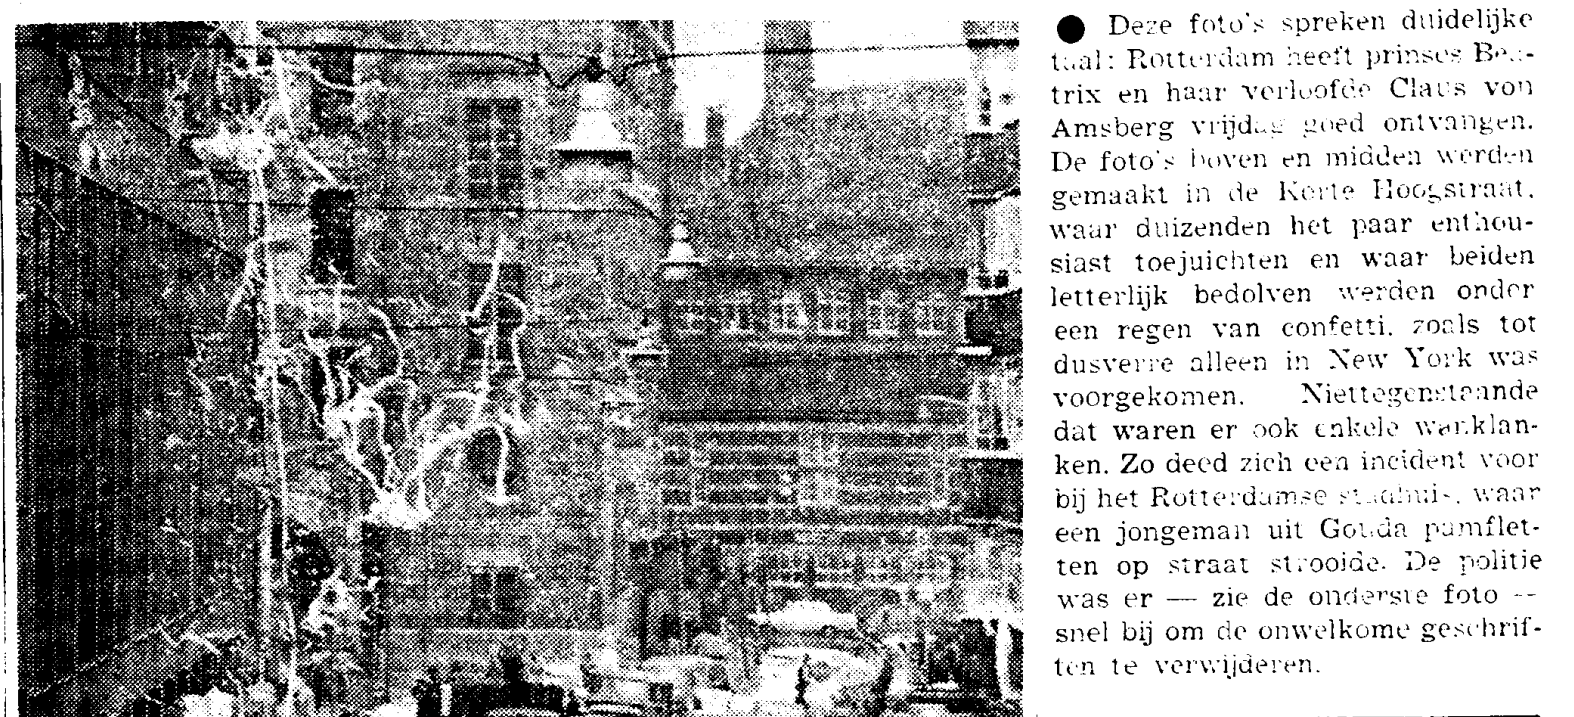 ● Deze foto's spreken duidelijke
taal: Rotterdam heeft prinses Bea-
trix en haar verloofde Claus von
Amsberg vrijdag goed ontvangen.
De foto's boven en midden werden
gemaakt in de Korte Hoogstraat,
waar duizenden het paar enthou-
siast toejuichten en waar beiden
letterlijk bedolven werden onder
een regen van confetti, zoals tot
dusverre alleen in New York was
voorgekomen. Niettegenstaande
dat waren er ook enkele wanklan-
ken. Zo deed zich een incident voor
bij het Rotterdamse stadhuis, waar
een jongeman uit Gouda pamflet-
ten op straat strooide. De politie
was er — zie de onderste foto --
snel bij om de onwelkome geschrif-
ten te verwijderen.